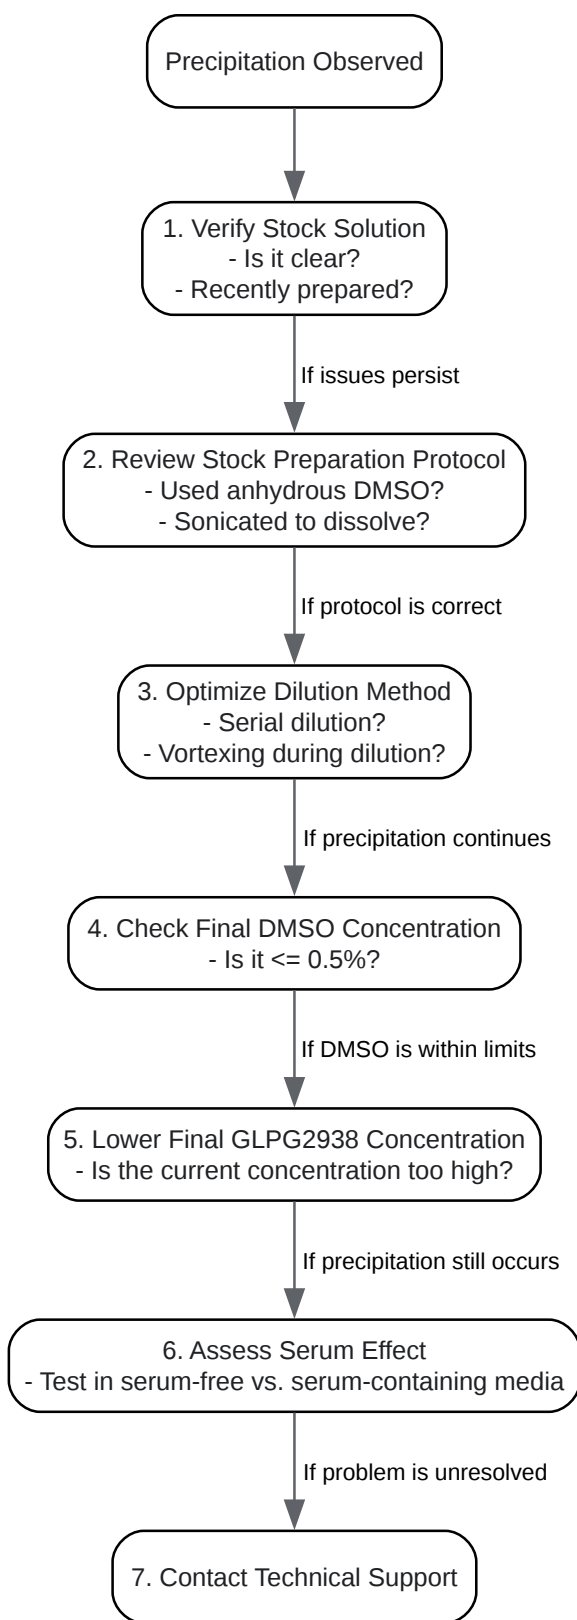 Precipitation Observed
1. Verify Stock Solution
- Is it clear?
- Recently prepared?
If issues persist
2. Review Stock Preparation Protocol
- Used anhydrous DMSO?
- Sonicated to dissolve?
If protocol is correct
3. Optimize Dilution Method
- Serial dilution?
- Vortexing during dilution?
If precipitation continues
4. Check Final DMSO Concentration
- Is it <= 0.5%?
If DMSO is within limits
5. Lower Final GLPG2938 Concentration
- Is the current concentration too high?
If precipitation still occurs
6. Assess Serum Effect
- Test in serum-free vs. serum-containing media
If problem is unresolved
7. Contact Technical Support